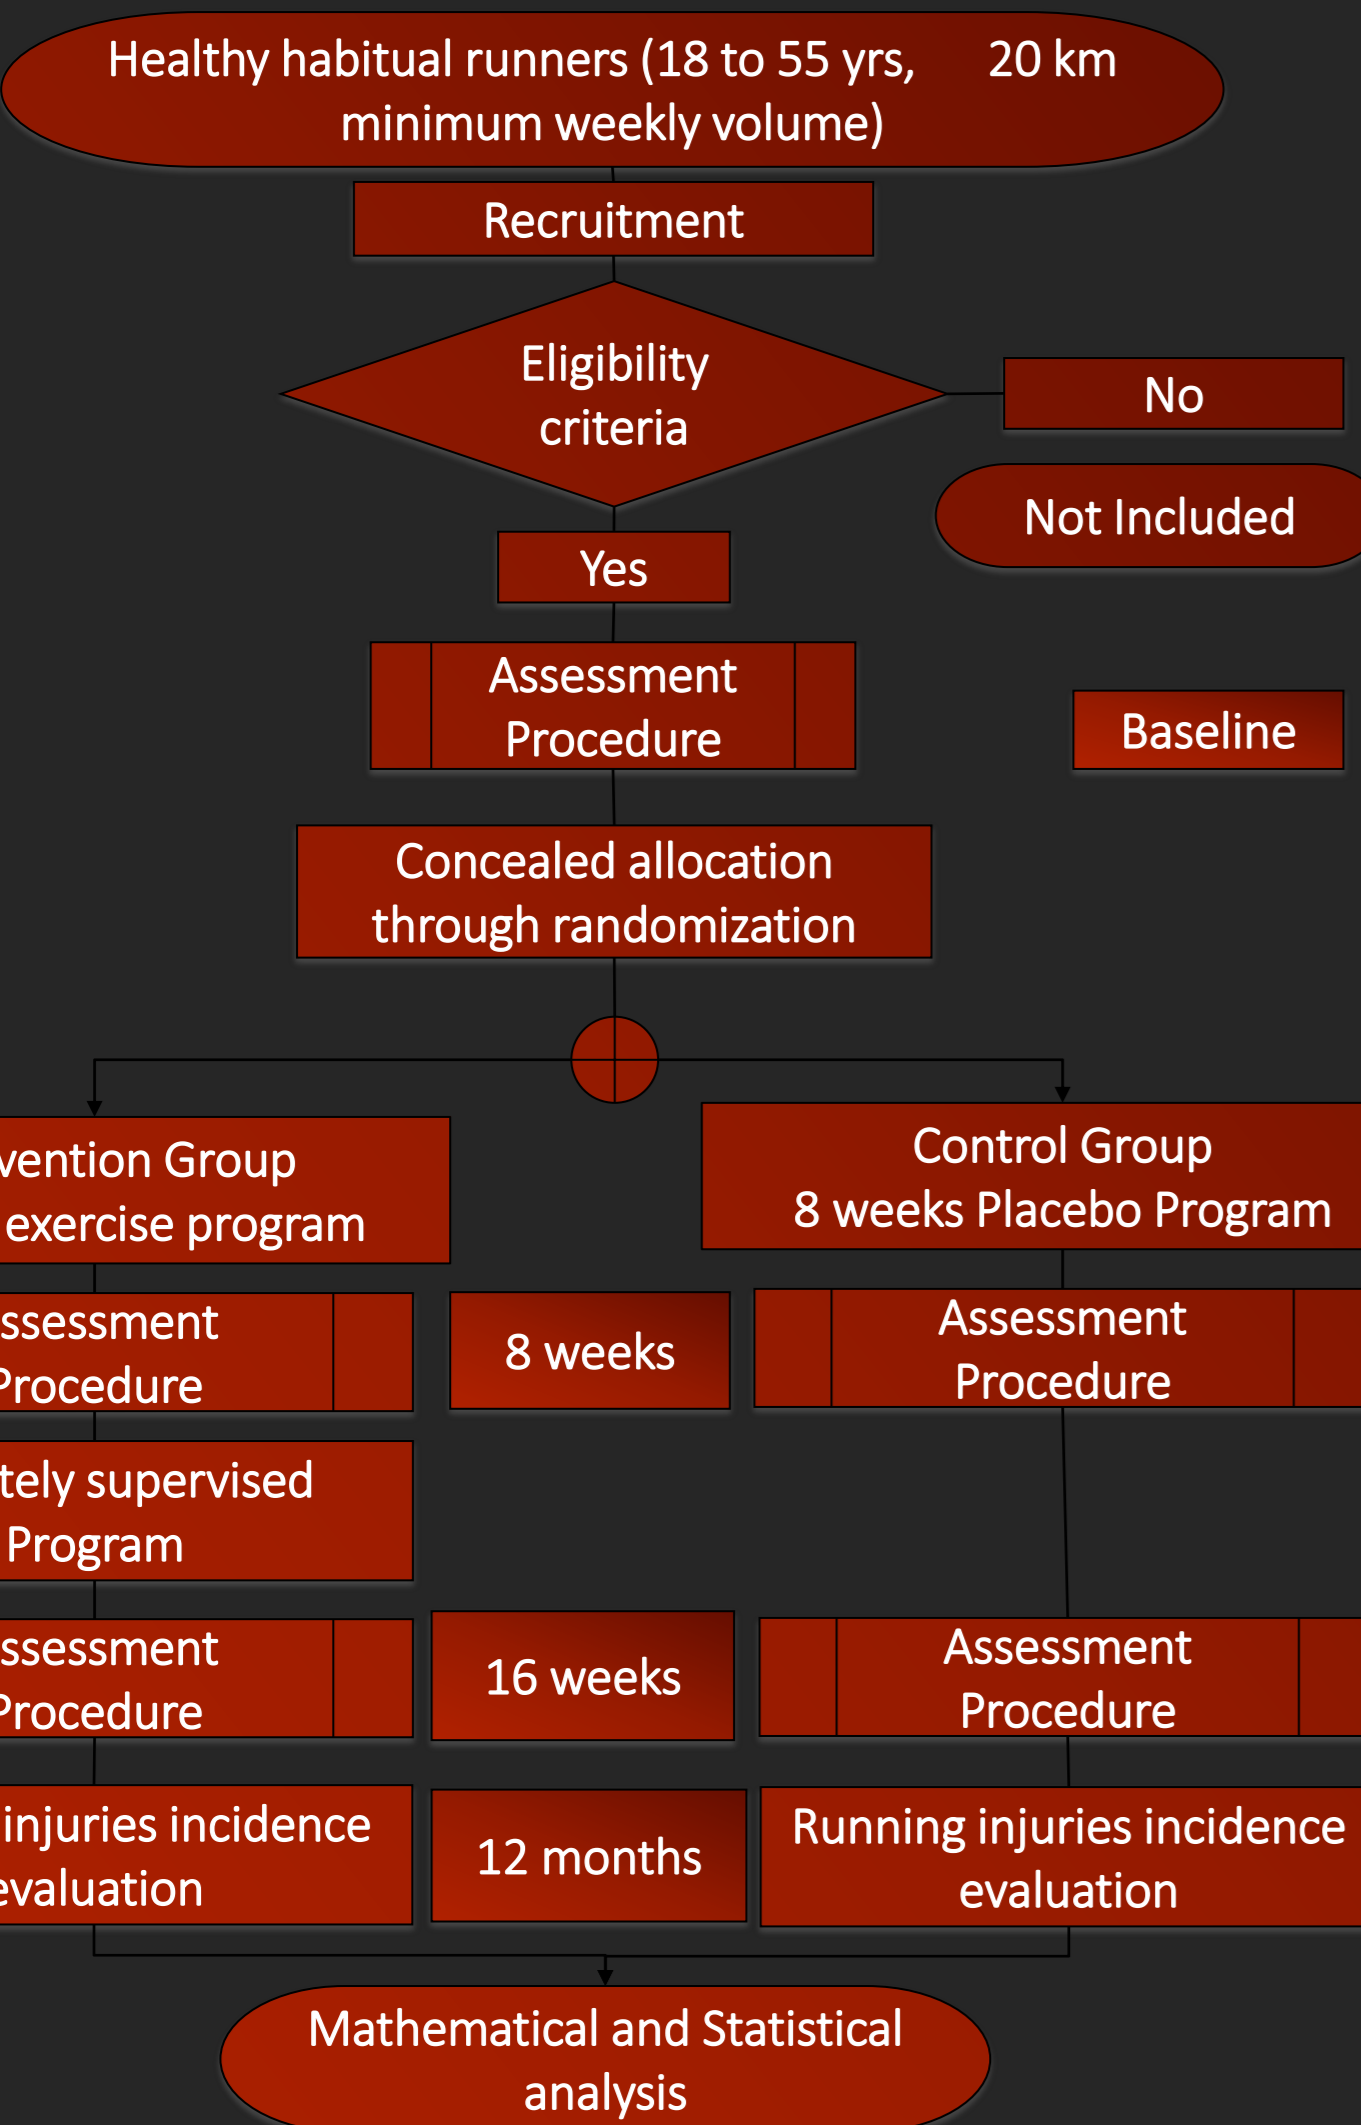 Healthy habitual runners (18 to 55 yrs, 20 km
minimum weekly volume)
Recruitment
Eligibility
criteria
No
Not Included
Yes
Assessment
Procedure
Baseline
Concealed allocation
through randomization
vention Group
exercise program
Control Group
8 weeks Placebo Program
ssessment
Procedure
8 weeks
Assessment
Procedure
tely supervised
Program
ssessment
Procedure
16 weeks
Assessment
Procedure
injuries incidence
evaluation
12 months
Running injuries incidence
evaluation
Mathematical and Statistical
analysis